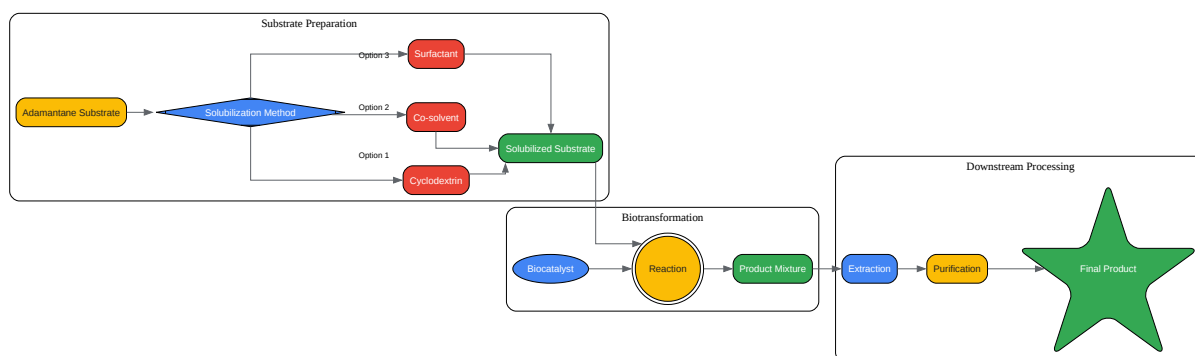 Substrate Preparation
Adamantane Substrate
Solubilization Method
Option 3
Surfactant
Option 2
Co-solvent
Option 1
Cyclodextrin
Solubilized Substrate
Biotransformation
Biocatalyst
Reaction
Product Mixture
Downstream Processing
Extraction
Purification
Final Product